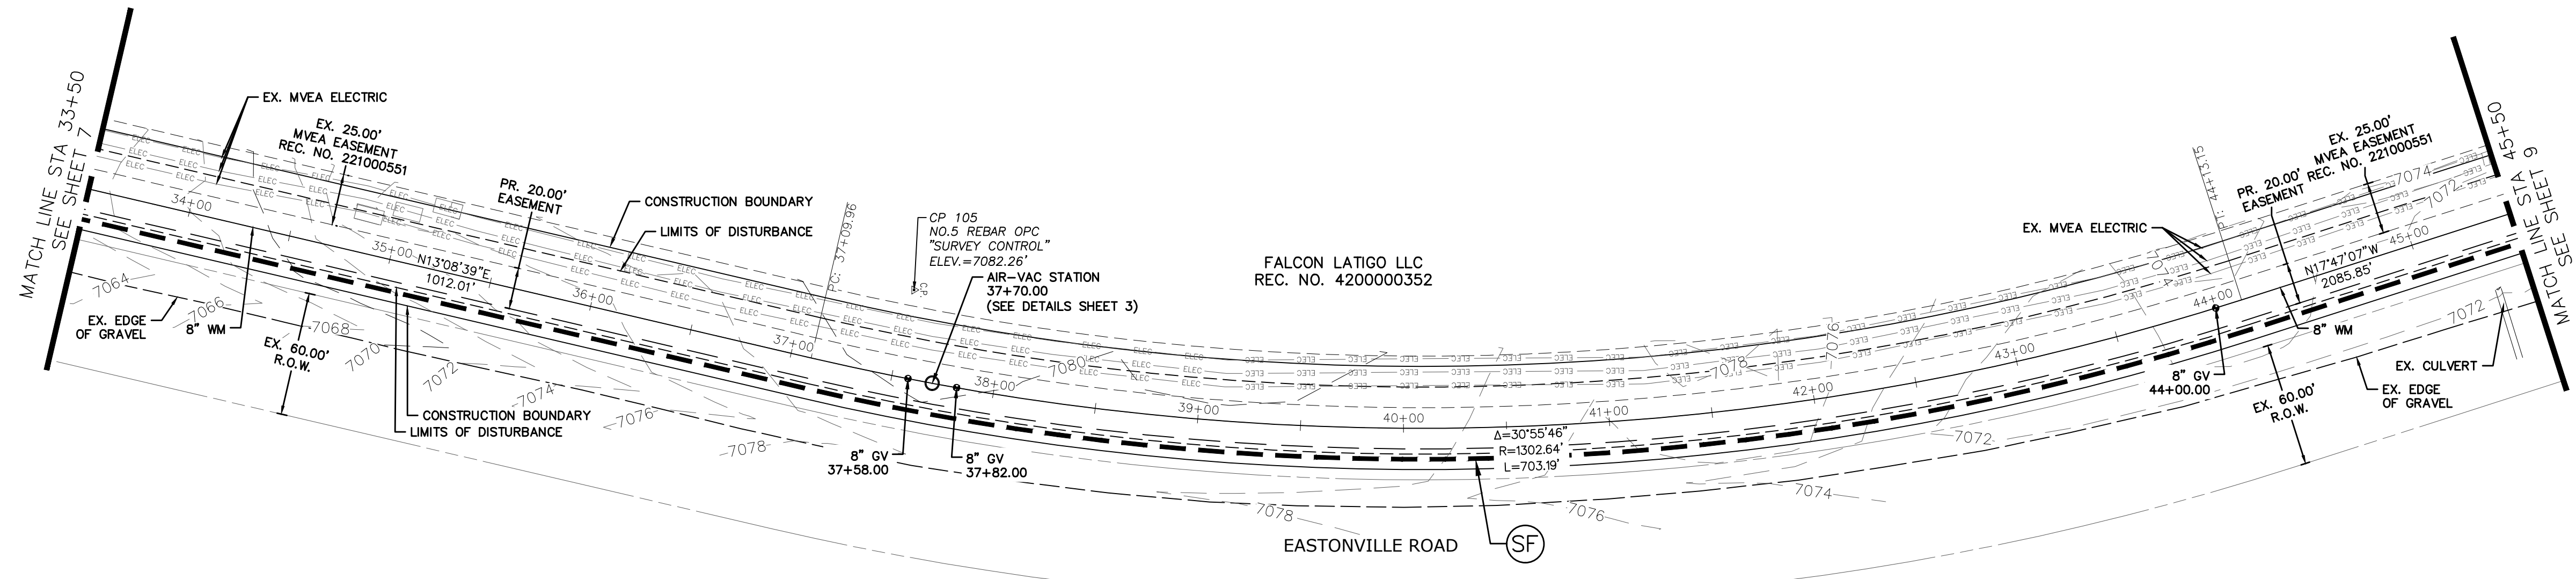 MATCH LINE STA 33+50
SEE SHEET 7
EX. MVEA ELECTRIC
EX. 25.00'
MVEA EASEMENT
REC. NO. 221000551
PR. 20.00'
EASEMENT
CONSTRUCTION BOUNDARY
LIMITS OF DISTURBANCE
34+00
35+00
N13°08'39"E
1012.01'
36+00
37+00
PC: 37+09.96
CP 105
NO.5 REBAR OPC
"SURVEY CONTROL"
ELEV.=7082.26'
CP
AIR-VAC STATION
37+70.00
(SEE DETAILS SHEET 3)
ELEC ELEC ELEC ELEC ELEC ELEC ELEC ELEC
7064
7066
7068
7070
7072
7074
7076
7078
EX. EDGE
OF GRAVEL
8" WM
EX. 60.00'
R.O.W.
CONSTRUCTION BOUNDARY
LIMITS OF DISTURBANCE
8" GV
37+58.00
8" GV
37+82.00
38+00
7080
39+00
40+00
41+00
42+00
43+00
44+00
45+00
FALCON LATIGO LLC
REC. NO. 4200000352
Δ=30°55'46"
R=1302.64'
L=703.19'
7078
7076
7078
7076
7074
7072
EASTONVILLE ROAD
SF
EX. MVEA ELECTRIC
PT: 44+13.15
PR. 20.00'
EASEMENT
EX. 25.00'
MVEA EASEMENT
REC. NO. 221000551
7074
7072
N17°47'07"W
2085.85'
8" WM
8" GV
44+00.00
EX. 60.00'
R.O.W.
7072
EX. CULVERT
EX. EDGE
OF GRAVEL
MATCH LINE STA 45+50
SEE SHEET 9